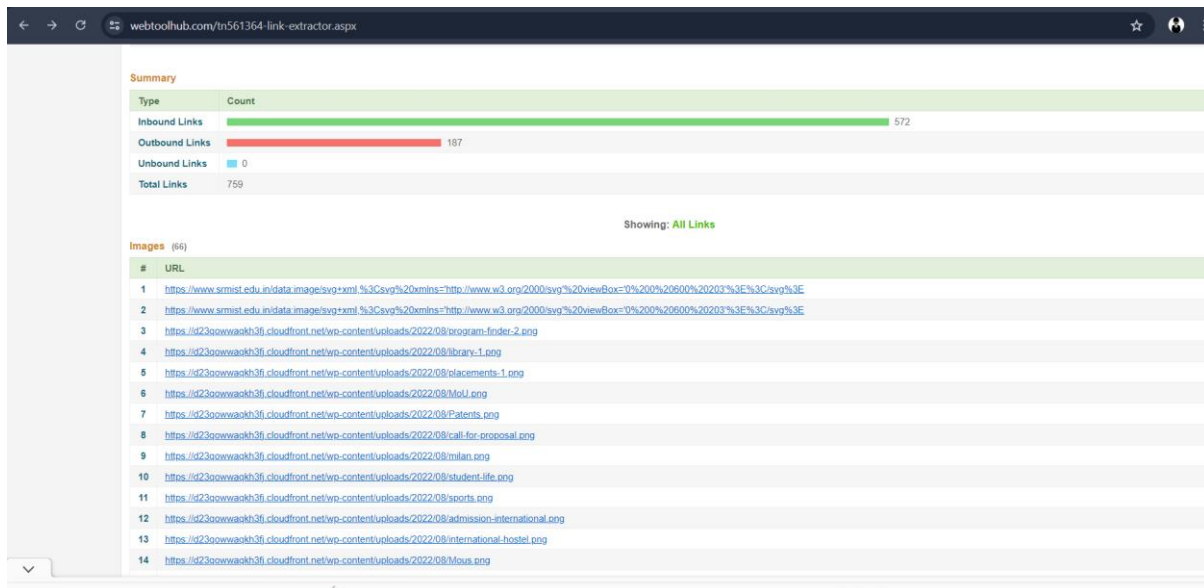 webtoolhub.com/tn561364-link-extractor.aspx
Summary
Type Count
Inbound Links 572
Outbound Links 187
Unbound Links 0
Total Links 759
Showing: All Links
Images (66)
# URL
1 https://www.srmist.edu.in/data:image/svg+xml,%3Csvg%20xmlns='http://www.w3.org/2000/svg'%20viewBox='0%200%20600%20203'%3E%3C/svg%3E
2 https://www.srmist.edu.in/data:image/svg+xml,%3Csvg%20xmlns='http://www.w3.org/2000/svg'%20viewBox='0%200%20600%20203'%3E%3C/svg%3E
3 https://d23qowwaqkh3fj.cloudfront.net/wp-content/uploads/2022/08/program-finder-2.png
4 https://d23qowwaqkh3fj.cloudfront.net/wp-content/uploads/2022/08/library-1.png
5 https://d23qowwaqkh3fj.cloudfront.net/wp-content/uploads/2022/08/placements-1.png
6 https://d23qowwaqkh3fj.cloudfront.net/wp-content/uploads/2022/08/MoU.png
7 https://d23qowwaqkh3fj.cloudfront.net/wp-content/uploads/2022/08/Patents.png
8 https://d23qowwaqkh3fj.cloudfront.net/wp-content/uploads/2022/08/call-for-proposal.png
9 https://d23qowwaqkh3fj.cloudfront.net/wp-content/uploads/2022/08/milan.png
10 https://d23qowwaqkh3fj.cloudfront.net/wp-content/uploads/2022/08/student-life.png
11 https://d23qowwaqkh3fj.cloudfront.net/wp-content/uploads/2022/08/sports.png
12 https://d23qowwaqkh3fj.cloudfront.net/wp-content/uploads/2022/08/admission-international.png
13 https://d23qowwaqkh3fj.cloudfront.net/wp-content/uploads/2022/08/international-hostel.png
14 https://d23qowwaqkh3fj.cloudfront.net/wp-content/uploads/2022/08/Mous.png